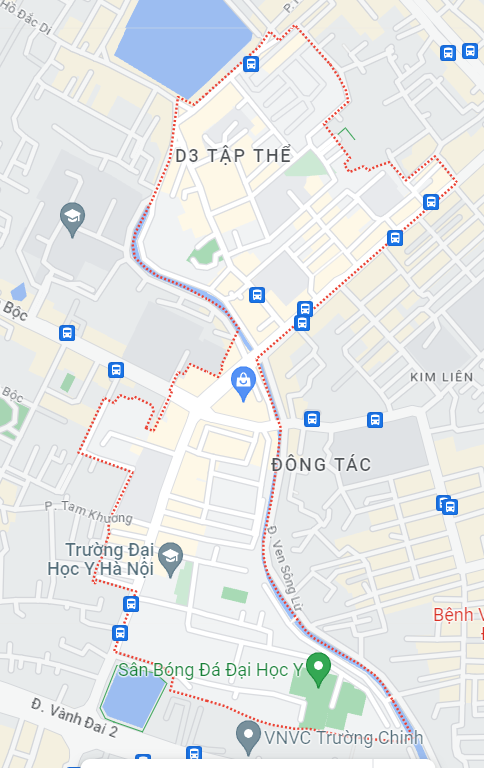 Hồ Đắc Di
P. T
D3 TẬP THỂ
Bộc
KIM LIÊN
Bộc
ĐÔNG TÁC
P. Tam Khương
Đ. Ven Sông Lừ
Trường Đại
Học Y Hà Nội
Bệnh V
Sân Bóng Đá Đại Học Y
Đ. Vành Đai 2
VNVC Trường Chinh